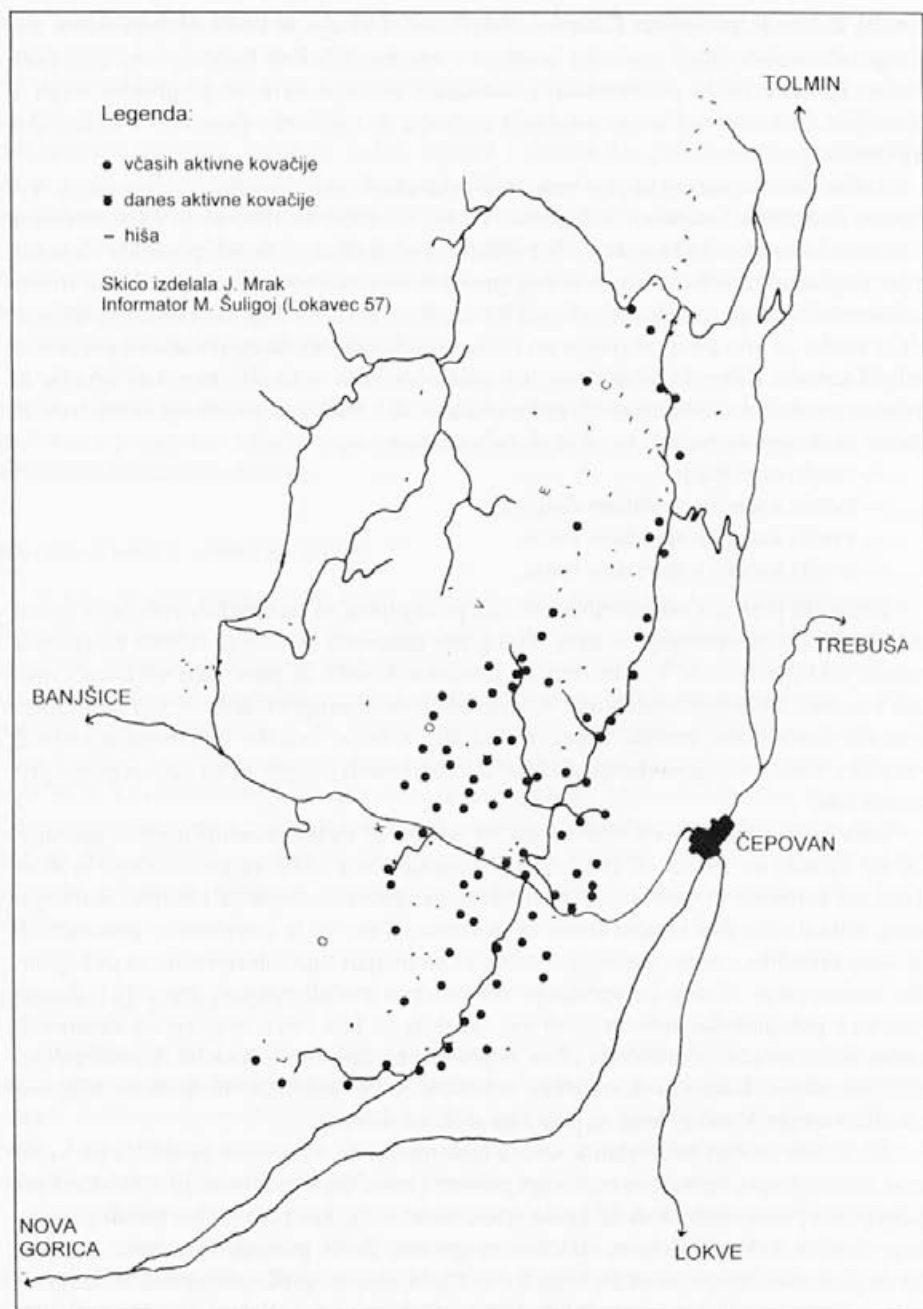 TOLMIN
Legenda:
včasih aktivne kovačije
danes aktivne kovačije
hiša
Skico izdelala J. Mrak
Informator M. Šuligoj (Lokavec 57)
TREBUŠA
BANJŠICE
ČEPOVAN
NOVA
GORICA
LOKVE